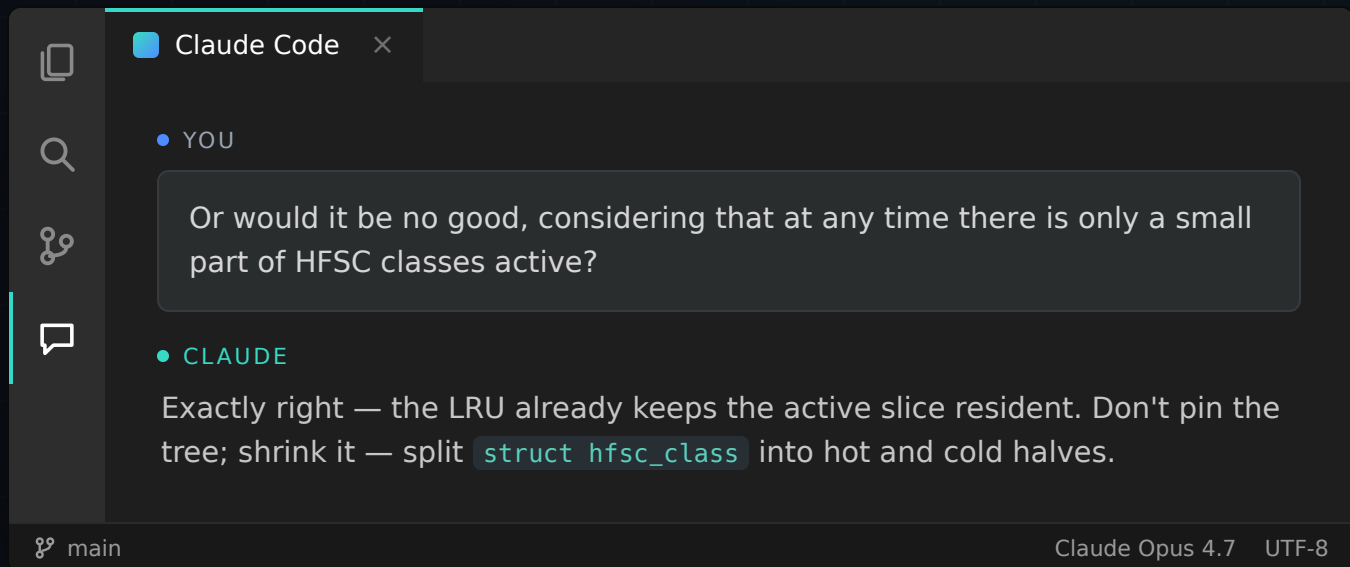 Claude Code ×
YOU
Or would it be no good, considering that at any time there is only a small
part of HFSC classes active?
CLAUDE
Exactly right — the LRU already keeps the active slice resident. Don't pin the
tree; shrink it — split struct hfsc_class into hot and cold halves.
main
Claude Opus 4.7 UTF-8